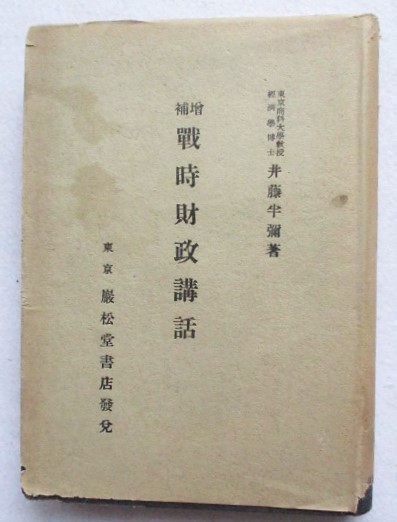 東京商科大學教授
經濟學博士
井藤半彌著
增補
戰時財政講話
東京
巖松堂書店發兌